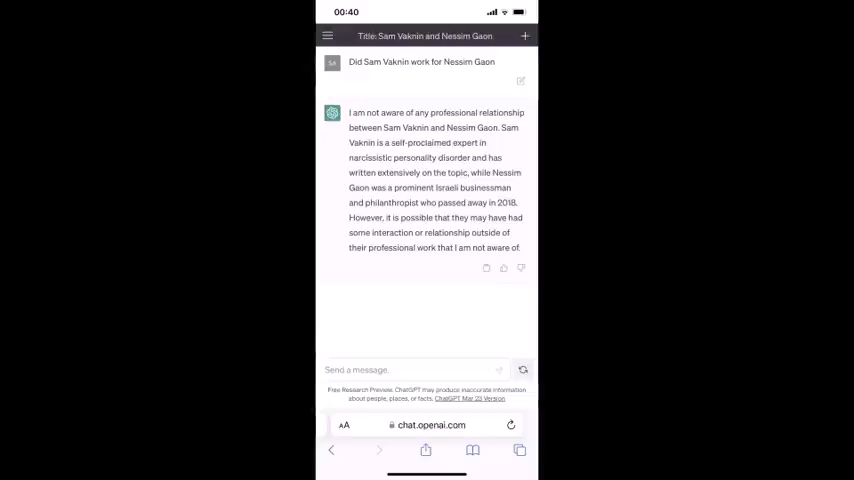 00:40
Title: Sam Vaknin and Nessim Gaon
+
SA
Did Sam Vaknin work for Nessim Gaon
I am not aware of any professional relationship
between Sam Vaknin and Nessim Gaon. Sam
Vaknin is a self-proclaimed expert in
narcissistic personality disorder and has
written extensively on the topic, while Nessim
Gaon was a prominent Israeli businessman
and philanthropist who passed away in 2018.
However, it is possible that they may have had
some interaction or relationship outside of
their professional work that I am not aware of.
Send a message.
Free Research Preview. ChatGPT may produce inaccurate information
about people, places, or facts. ChatGPT Mar 23 Version
AA
chat.openai.com